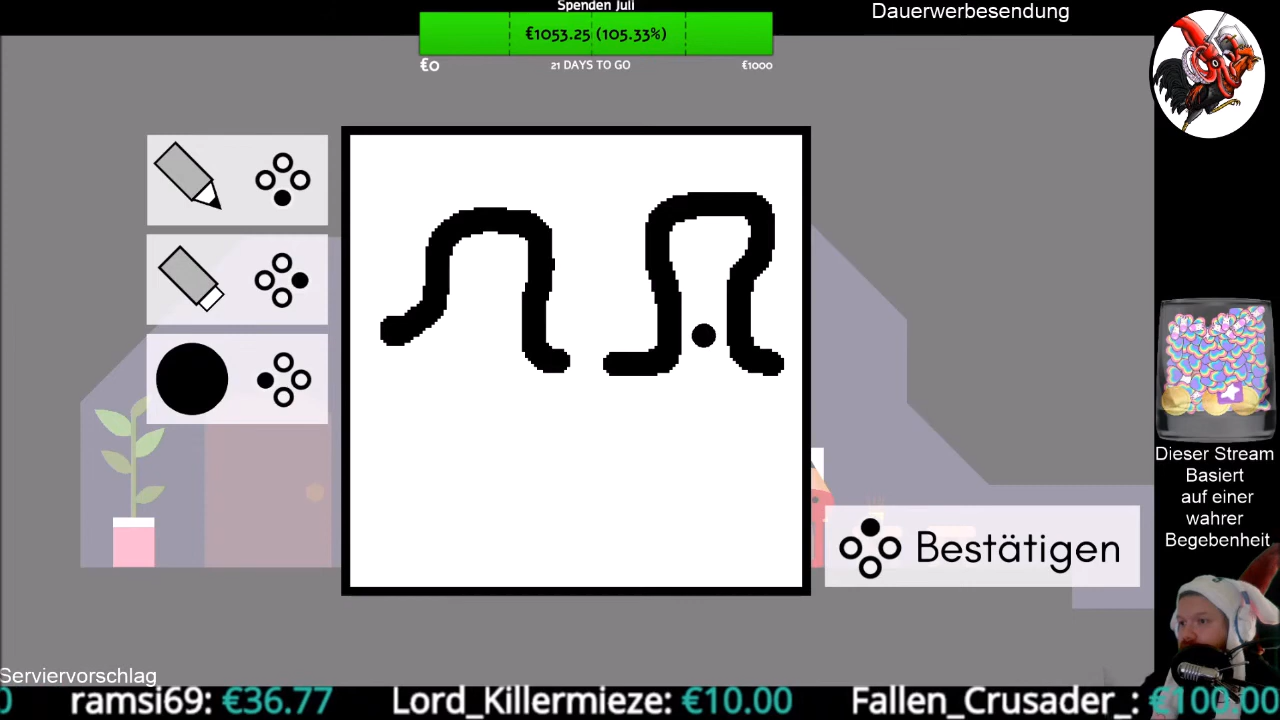 Spenden Juli
€1053.25 (105.33%)
€0
21 DAYS TO GO
€1000
Dauerwerbesendung
Bestätigen
Dieser Stream
Basiert
auf einer
wahrer
Begebenheit
Serviervorschlag
0 ramsi69: €36.77 Lord_Killermieze: €10.00 Fallen_Crusader_: €100.00